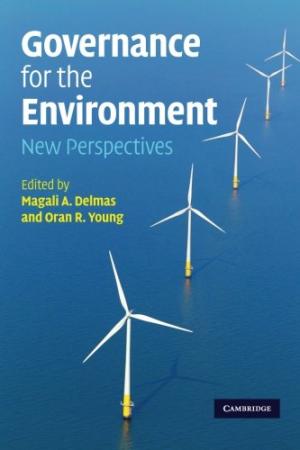 Governance
for the
Environment
New Perspectives
Edited by
Magali A. Delmas
and Oran R. Young
CAMBRIDGE